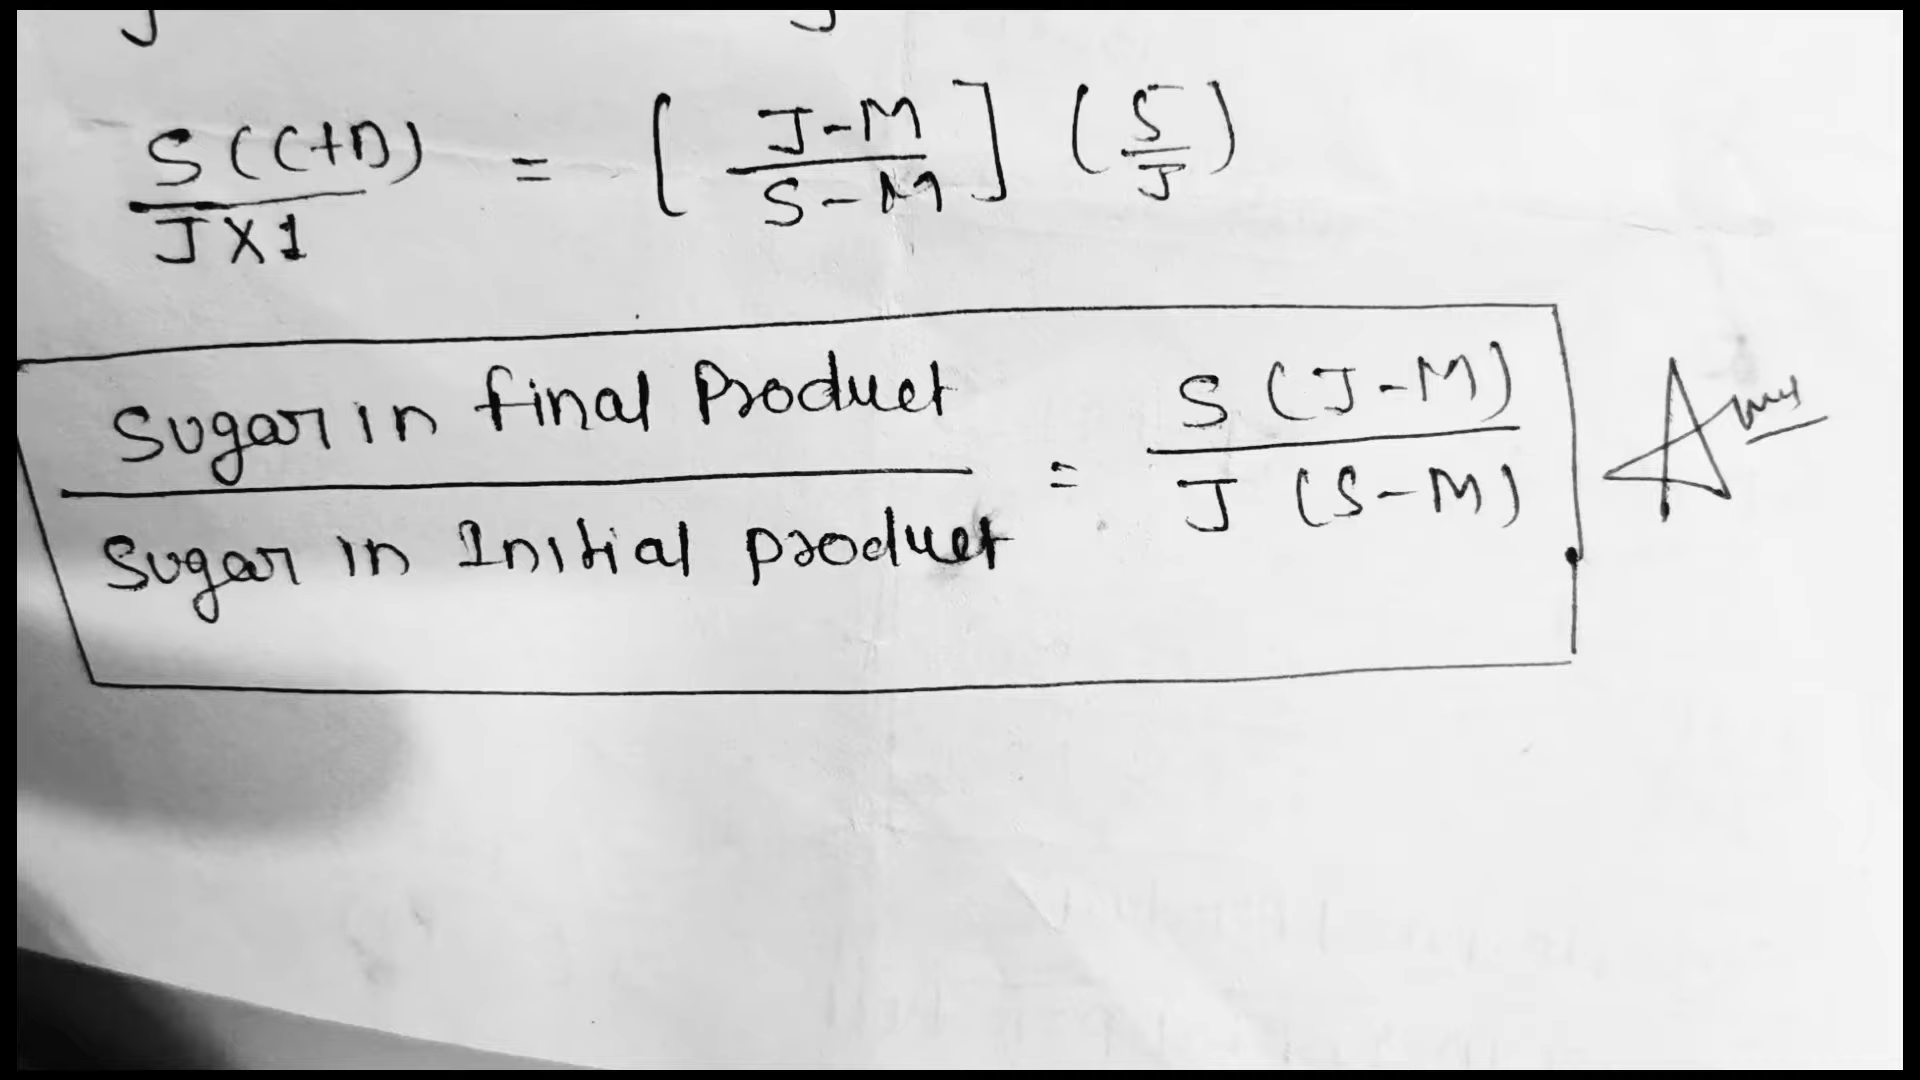 S(C+D) / J×1 = [ J-M / S-M ] ( S / J )
Sugar in final Product / Sugar in Initial product = S(J-M) / J(S-M) Ans